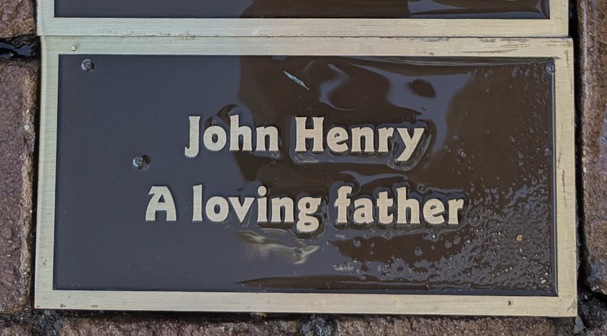 John Henry
A loving father